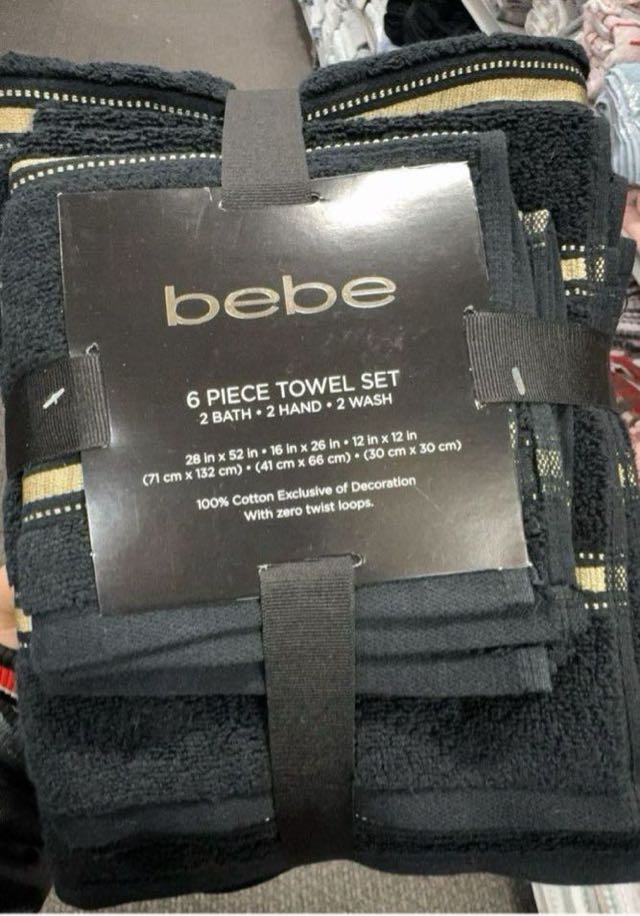 bebe
6 PIECE TOWEL SET
2 BATH • 2 HAND • 2 WASH
28 in x 52 in • 16 in x 26 in • 12 in x 12 in
(71 cm x 132 cm) • (41 cm x 66 cm) • (30 cm x 30 cm)
100% Cotton Exclusive of Decoration
With zero twist loops.